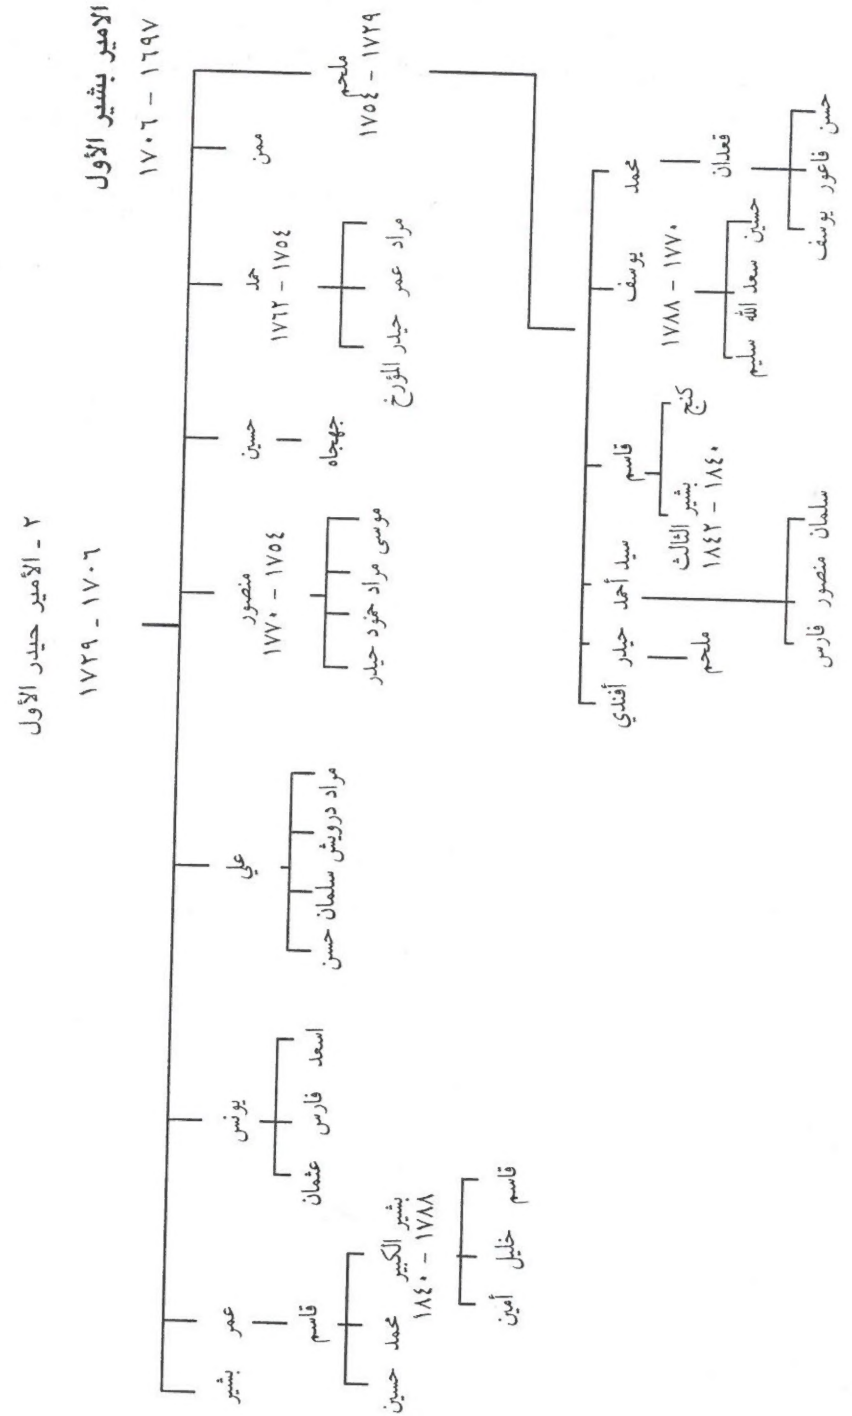 الامير بشير الأول
١٦٩٧ - ١٧٠٦
٢ - الأمير حيدر الأول
١٧٠٦ - ١٧٢٩
ملحم
١٧٢٩ - ١٧٥٤
ممن
حمد
١٧٥٤ - ١٧٦٢
حسين
منصور
١٧٥٤ - ١٧٧٠
علي
يونس
عمر
بشير
مراد عمر حيدر المؤرخ
جهجاه
موسى مراد حمود حيدر
مراد درويش سلمان حسن
اسعد فارس عثمان
قاسم
بشير الكبير محمد حسين
١٧٨٨ - ١٨٤٠
قاسم خليل أمين
محمد يوسف قاسم سيد أحمد حيدر أفندي
١٧٧٠ - ١٧٨٨
قعدان
حسن فاعور يوسف
حسين سعد الله سليم
كنج بشير الثالث
١٨٤٠ - ١٨٤٢
ملحم
سلمان منصور فارس